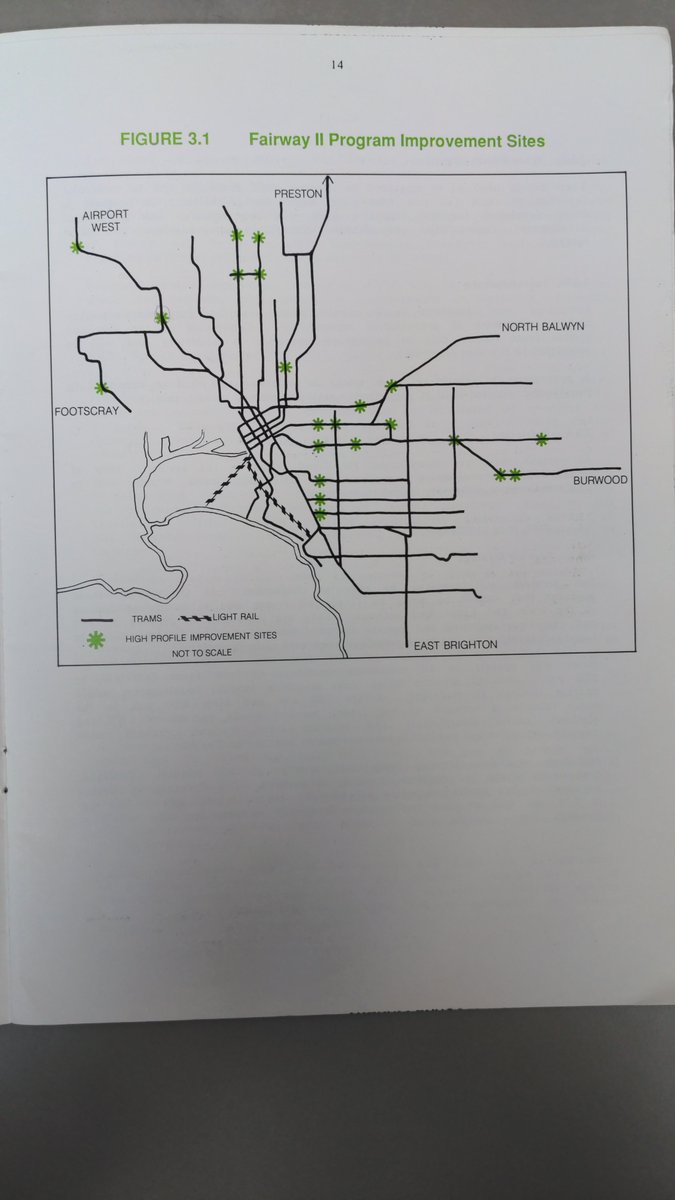 14
FIGURE 3.1 Fairway II Program Improvement Sites
PRESTON
AIRPORT
WEST
NORTH BALWYN
FOOTSCRAY
BURWOOD
TRAMS LIGHT RAIL
HIGH PROFILE IMPROVEMENT SITES
NOT TO SCALE
EAST BRIGHTON